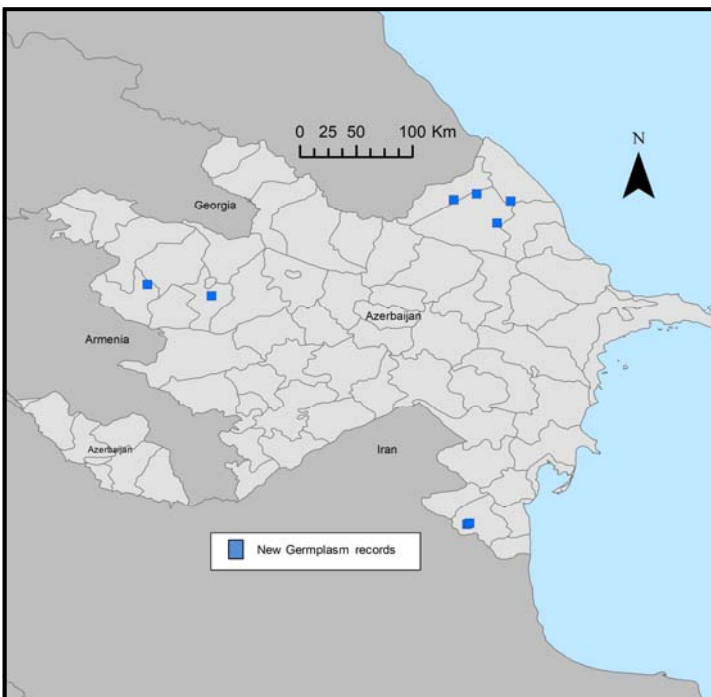 0 25 50 100 Km
N
Georgia
Azerbaijan
Armenia
Azerbaijan
Iran
New Germplasm records